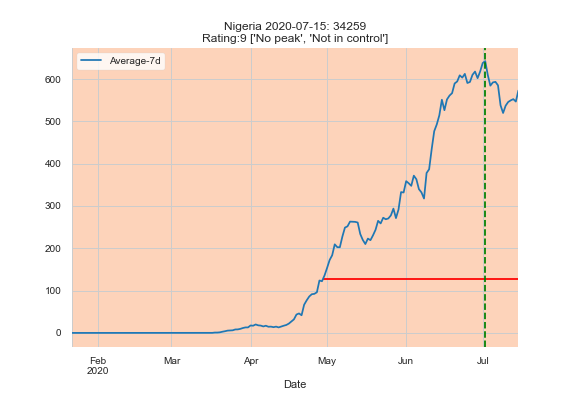 Nigeria 2020-07-15: 34259
Rating:9 ['No peak', 'Not in control']
Average-7d
600
500
400
300
200
100
0
Feb Mar Apr May Jun Jul
2020
Date